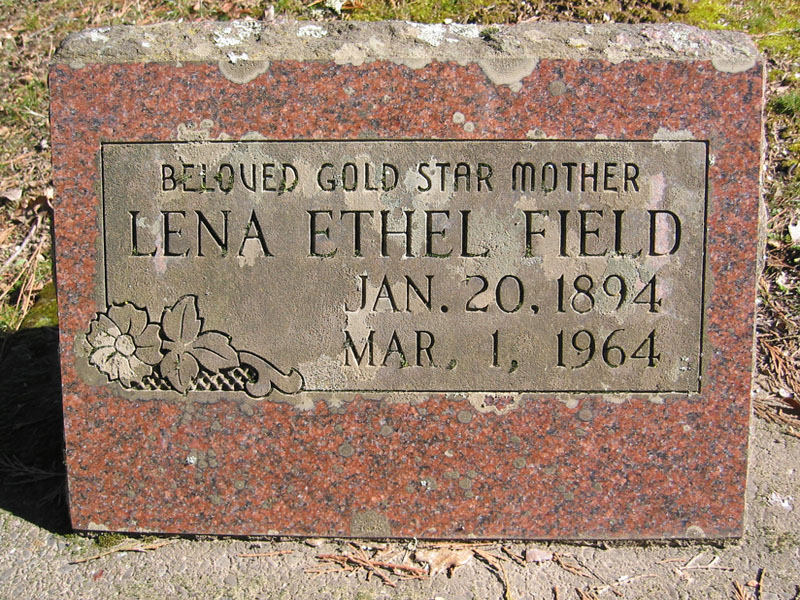 BELOVED GOLD STAR MOTHER
LENA ETHEL FIELD
JAN. 20, 1894
MAR. 1, 1964